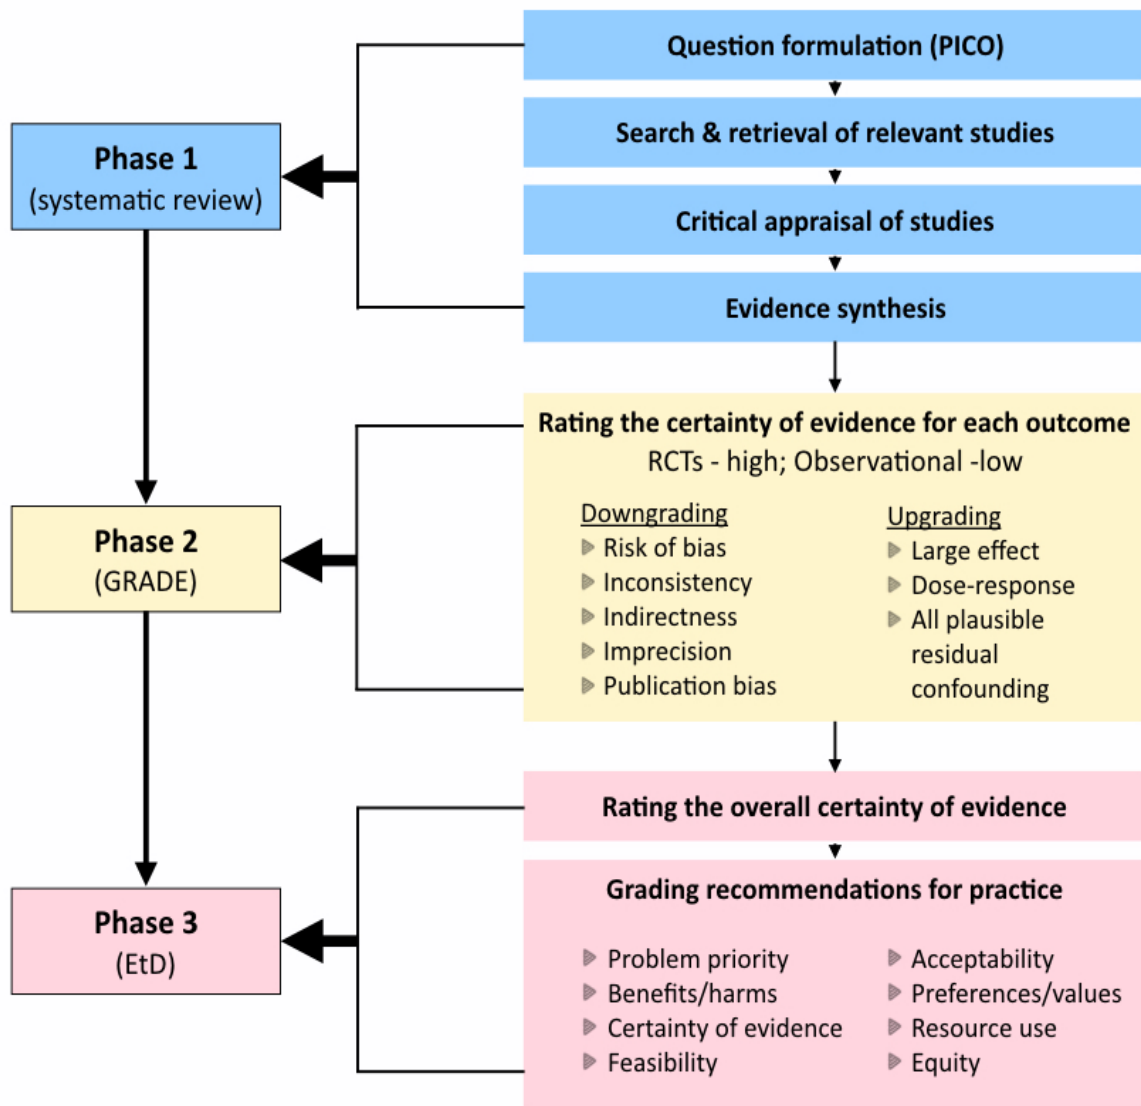 Question formulation (PICO)
Search & retrieval of relevant studies
Phase 1
(systematic review)
Critical appraisal of studies
Evidence synthesis
Rating the certainty of evidence for each outcome
RCTs - high; Observational -low
Phase 2
(GRADE)
Downgrading
Risk of bias
Inconsistency
Indirectness
Imprecision
Publication bias
Upgrading
Large effect
Dose-response
All plausible
residual
confounding
Rating the overall certainty of evidence
Phase 3
(EtD)
Grading recommendations for practice
Problem priority
Benefits/harms
Certainty of evidence
Feasibility
Acceptability
Preferences/values
Resource use
Equity